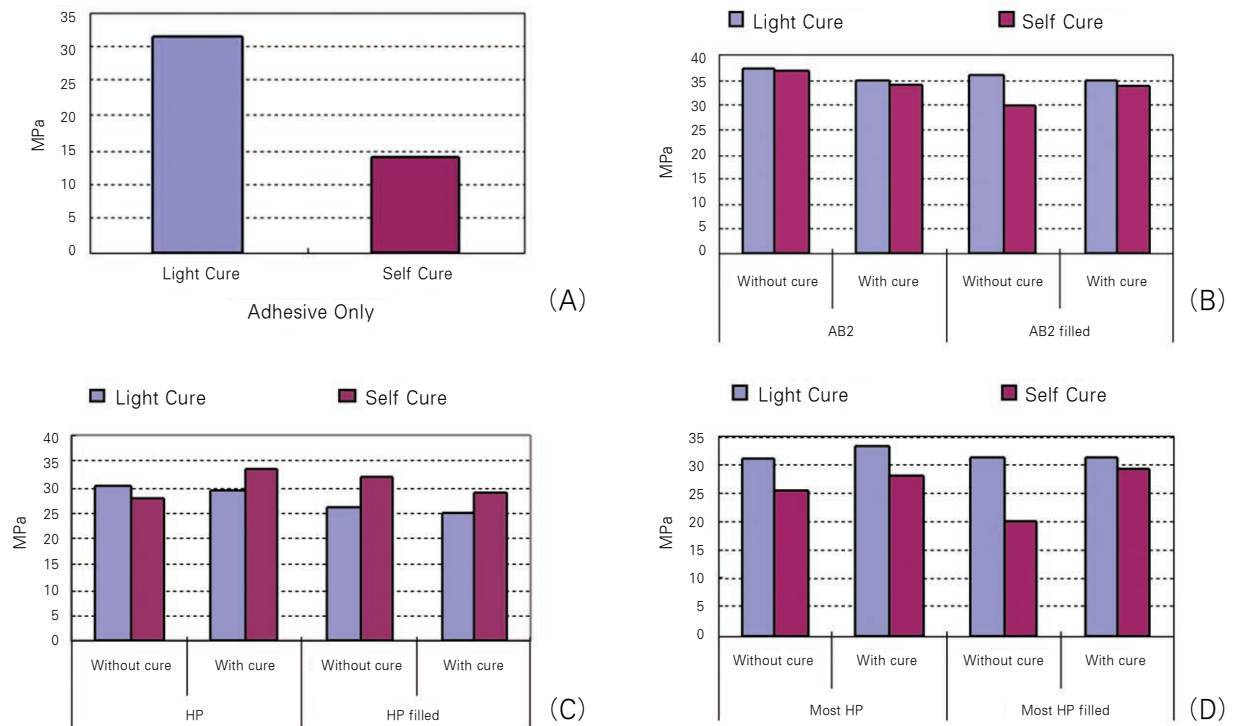 35
30
25
20
15
10
5
0
MPa
Light Cure
Self Cure
Adhesive Only
(A)
Light Cure
Self Cure
40
35
30
25
20
15
10
5
0
MPa
Without cure
With cure
Without cure
With cure
AB2
AB2 filled
(B)
Light Cure
Self Cure
40
35
30
25
20
15
10
5
0
MPa
Without cure
With cure
Without cure
With cure
HP
HP filled
(C)
Light Cure
Self Cure
35
30
25
20
15
10
5
0
MPa
Without cure
With cure
Without cure
With cure
Most HP
Most HP filled
(D)